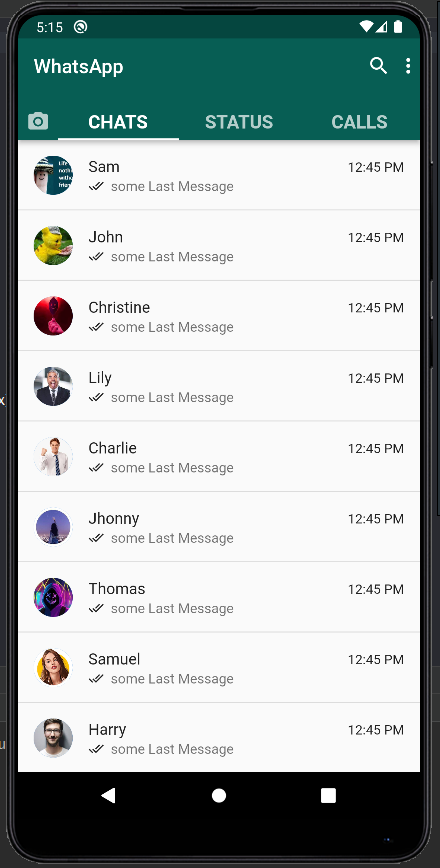 5:15
WhatsApp
CHATS STATUS CALLS
Sam 12:45 PM
some Last Message
John 12:45 PM
some Last Message
Christine 12:45 PM
some Last Message
Lily 12:45 PM
some Last Message
Charlie 12:45 PM
some Last Message
Jhonny 12:45 PM
some Last Message
Thomas 12:45 PM
some Last Message
Samuel 12:45 PM
some Last Message
Harry 12:45 PM
some Last Message
x
u